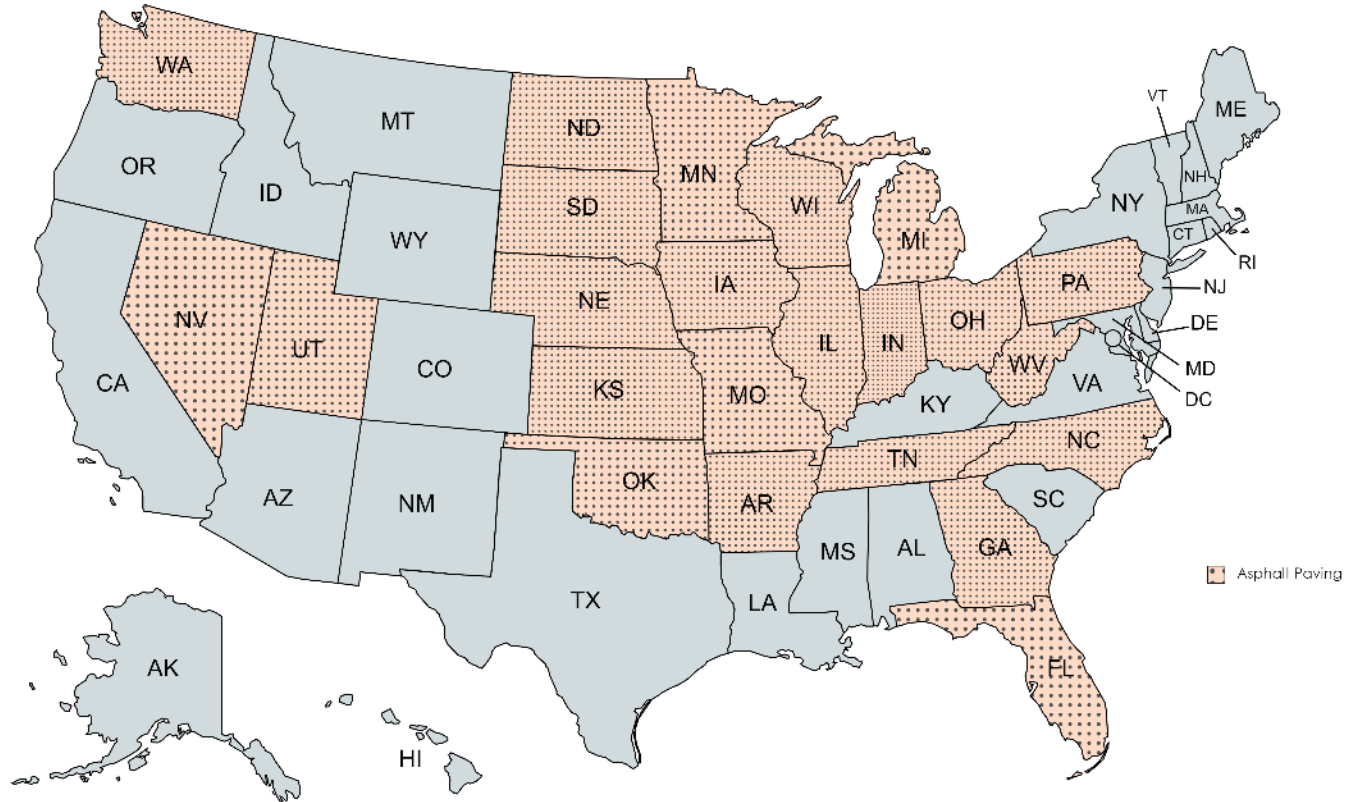 WA
MT
ND
MN
VT
ME
OR
ID
SD
WI
NH
NY
MA
WY
MI
CT
RI
IA
PA
NJ
NE
NV
UT
IL
IN
OH
DE
CO
WV
MD
CA
KS
MO
VA
DC
KY
NC
TN
OK
AZ
NM
AR
SC
MS
AL
GA
Asphall Paving
TX
LA
AK
FL
HI